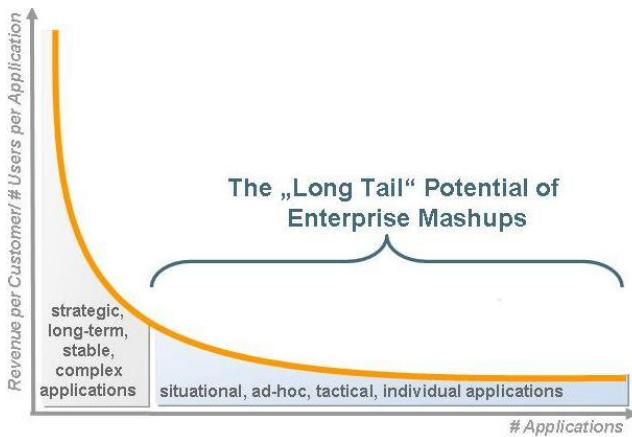 Revenue per Customer/ # Users per Application
The „Long Tail“ Potential of
Enterprise Mashups
strategic,
long-term,
stable,
complex
applications
situational, ad-hoc, tactical, individual applications
# Applications